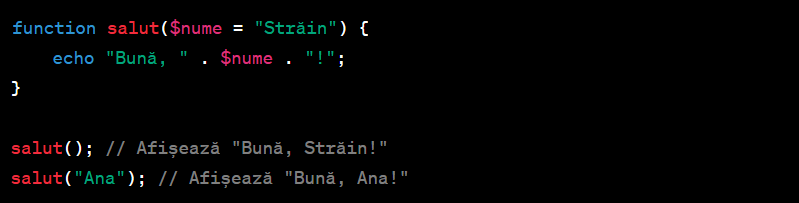 function salut($nume = "Străin") {
    echo "Bună, " . $nume . "!";
}
salut(); // Afișează "Bună, Străin!"
salut("Ana"); // Afișează "Bună, Ana!"